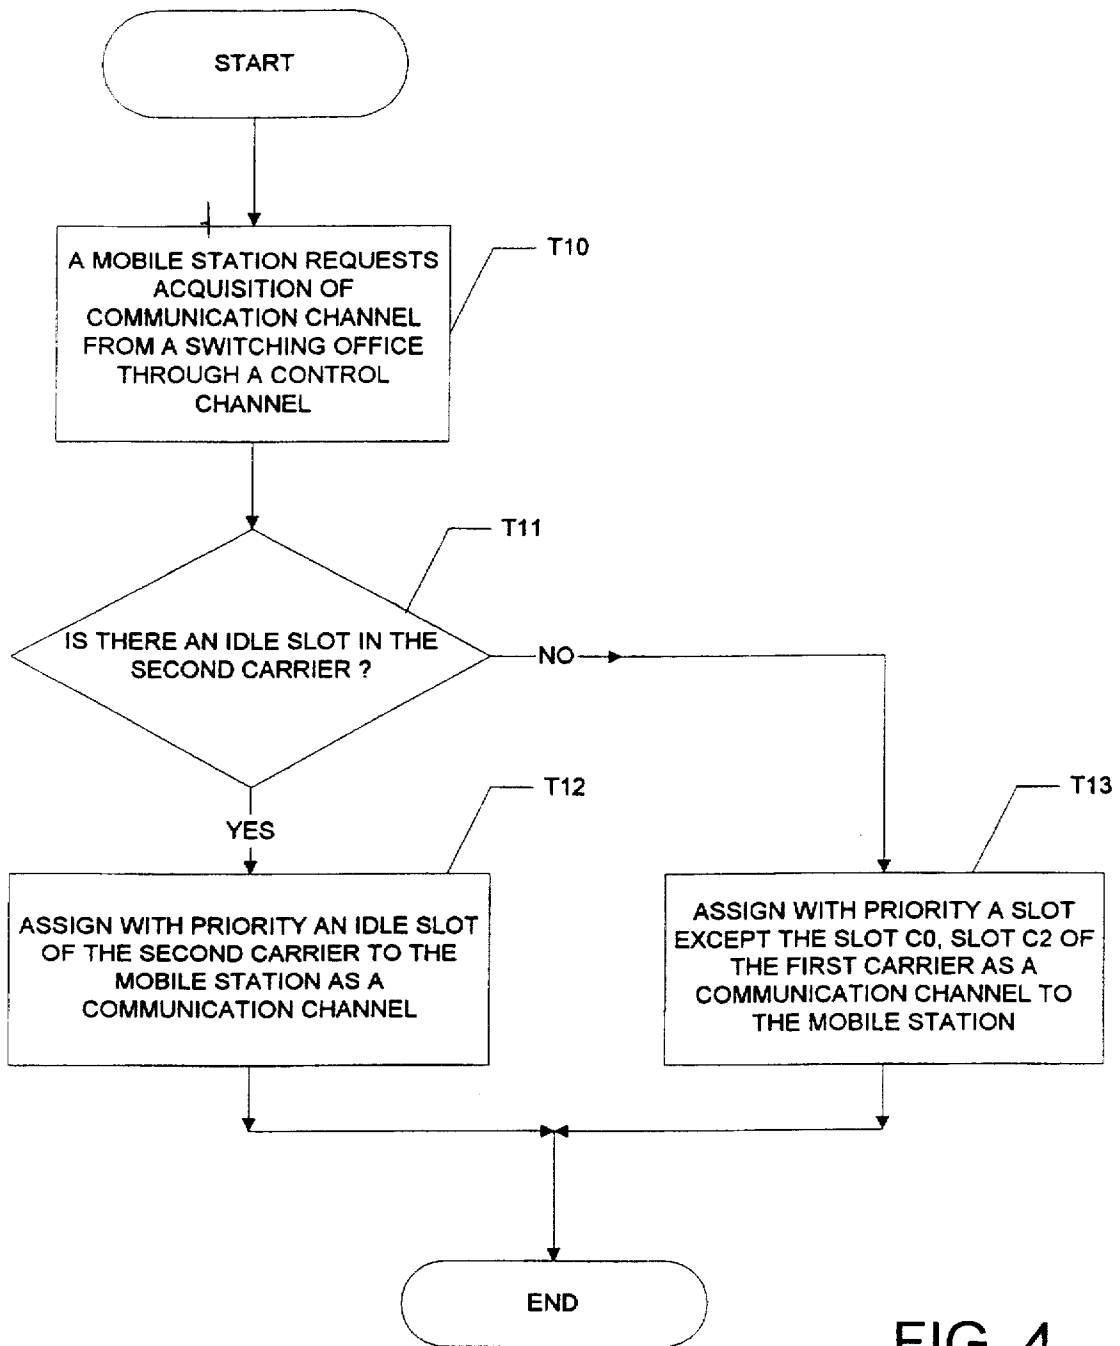 START
A MOBILE STATION REQUESTS
ACQUISITION OF
COMMUNICATION CHANNEL
FROM A SWITCHING OFFICE
THROUGH A CONTROL
CHANNEL
T10
T11
IS THERE AN IDLE SLOT IN THE
SECOND CARRIER ?
NO
YES
T12
T13
ASSIGN WITH PRIORITY AN IDLE SLOT
OF THE SECOND CARRIER TO THE
MOBILE STATION AS A
COMMUNICATION CHANNEL
ASSIGN WITH PRIORITY A SLOT
EXCEPT THE SLOT C0, SLOT C2 OF
THE FIRST CARRIER AS A
COMMUNICATION CHANNEL TO
THE MOBILE STATION
END
FIG. 4